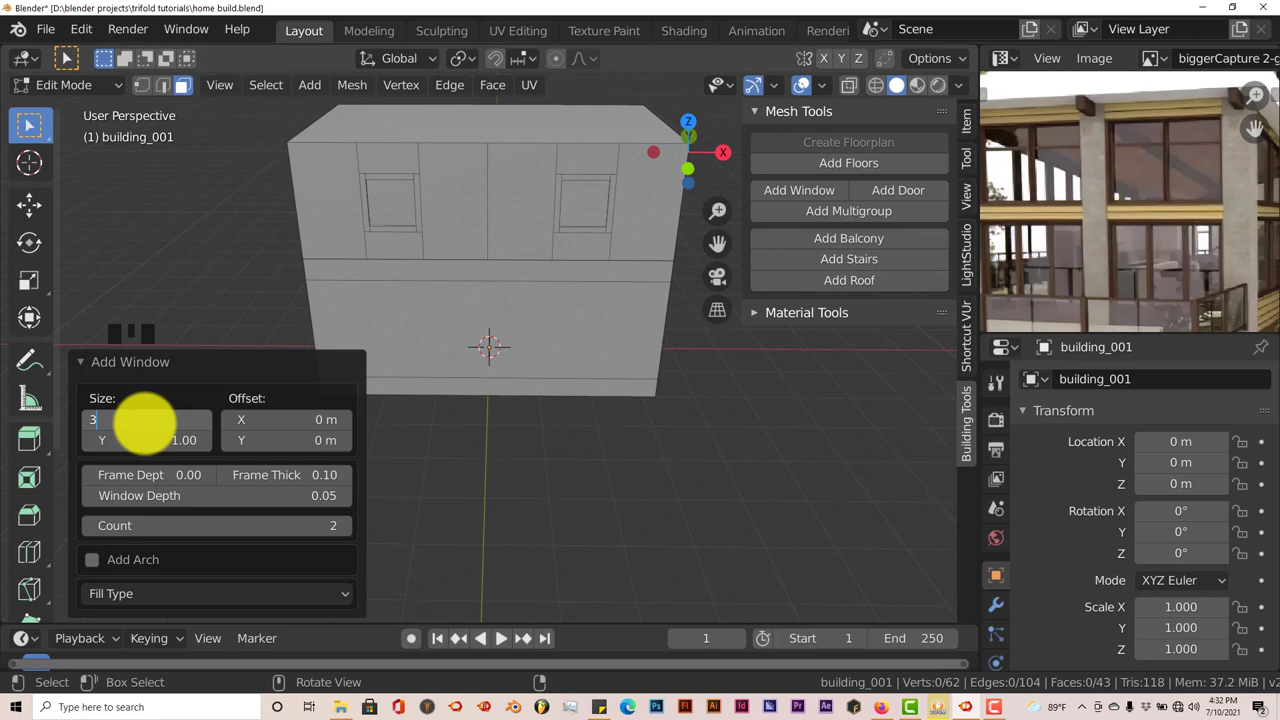 Blender* [D:\blender projects\trifold tutorials\home build.blend]
File Edit Render Window Help Layout Modeling Sculpting UV Editing Texture Paint Shading Animation Renderi Scene View Layer
Global X Y Z Options View Image biggerCapture 2-g
Edit Mode View Select Add Mesh Vertex Edge Face UV
User Perspective
(1) building_001
Z
X
Mesh Tools
Create Floorplan
Add Floors
Add Window Add Door
Add Multigroup
Add Balcony
Add Stairs
Add Roof
Material Tools
Item
Tool
View
LightStudio
Shortcut VUr
Building Tools
Add Window
Size: Offset:
3 X 0 m
Y 1.00 Y 0 m
Frame Dept 0.00 Frame Thick 0.10
Window Depth 0.05
Count 2
Add Arch
Fill Type
building_001
building_001
Transform
Location X 0 m
Y 0 m
Z 0 m
Rotation X 0°
Y 0°
Z 0°
Mode XYZ Euler
Scale X 1.000
Y 1.000
Z 1.000
Playback Keying View Marker 1 Start 1 End 250
Select Box Select Rotate View building_001 | Verts:0/62 | Edges:0/104 | Faces:0/43 | Tris:118 | Mem: 37.2 MiB | v2
Type here to search 89°F 4:32 PM
7/10/2021 2